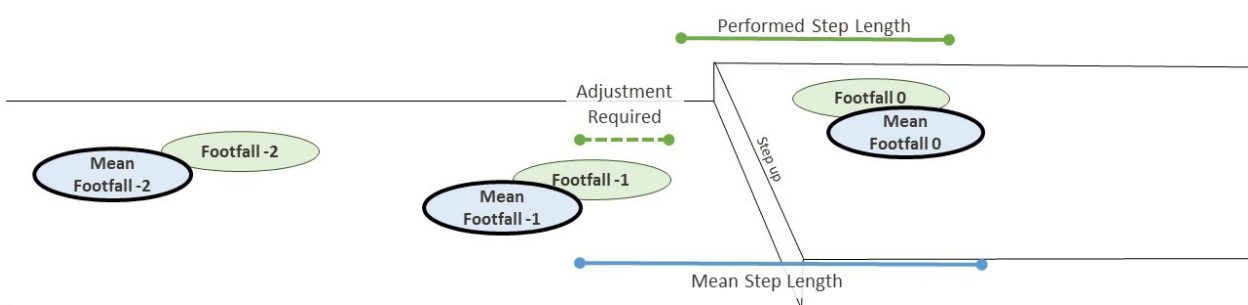 Performed Step Length
Adjustment
Required
Footfall 0
Mean
Footfall 0
Footfall -2
Mean
Footfall -2
Step up
Footfall -1
Mean
Footfall -1
Mean Step Length